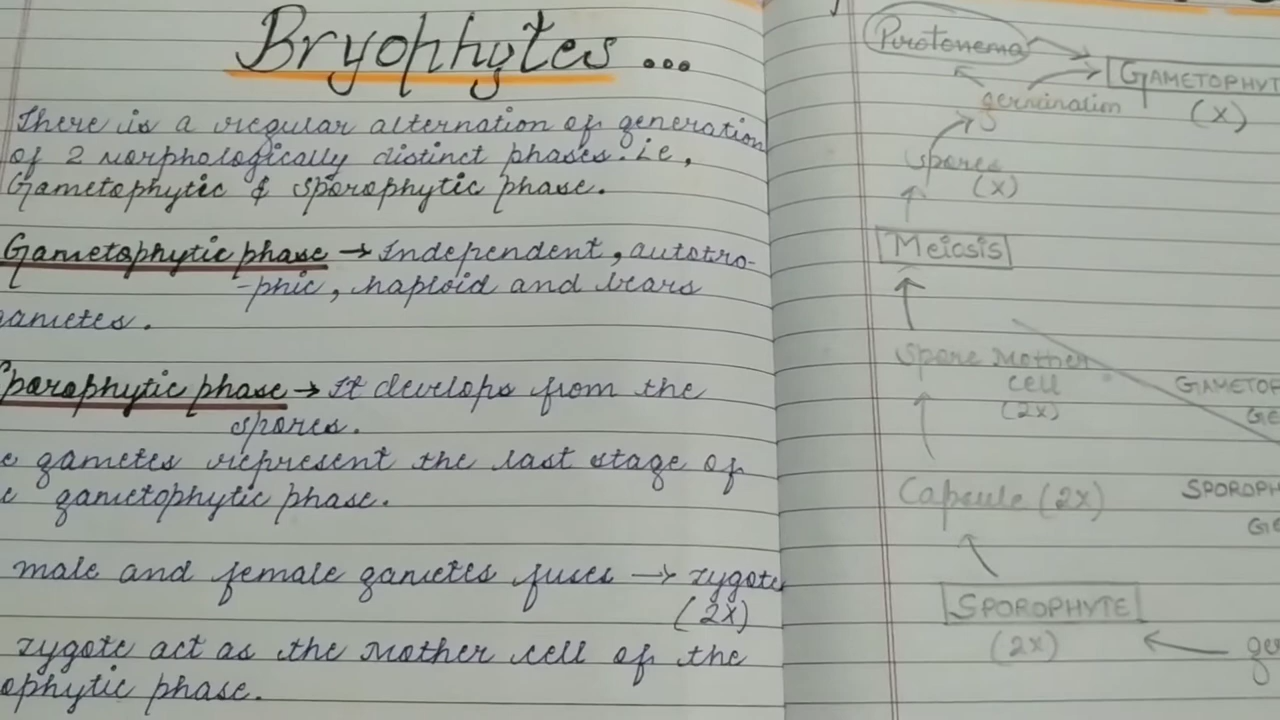 Bryophytes ...
There is a regular alternation of generation
of 2 morphologically distinct phases. i.e,
Gametophytic & sporophytic phase.
Gametophytic phase → Independent, autotro-
-phic, haploid and bears
gametes.
Sporophytic phase → It develops from the
spores.
e gametes represent the last stage of
e gametophytic phase.
male and female gametes fuses → zygote
(2x)
zygote act as the mother cell of the
ophytic phase.
Protonema
GAMETOPHYT
(x)
germination
spores
(x)
Meiosis
Spore Mother
cell
(2x)
GAMETOP
GE
Capsule (2x)
SPOROPH
GE
SPOROPHYTE
(2x)
ger